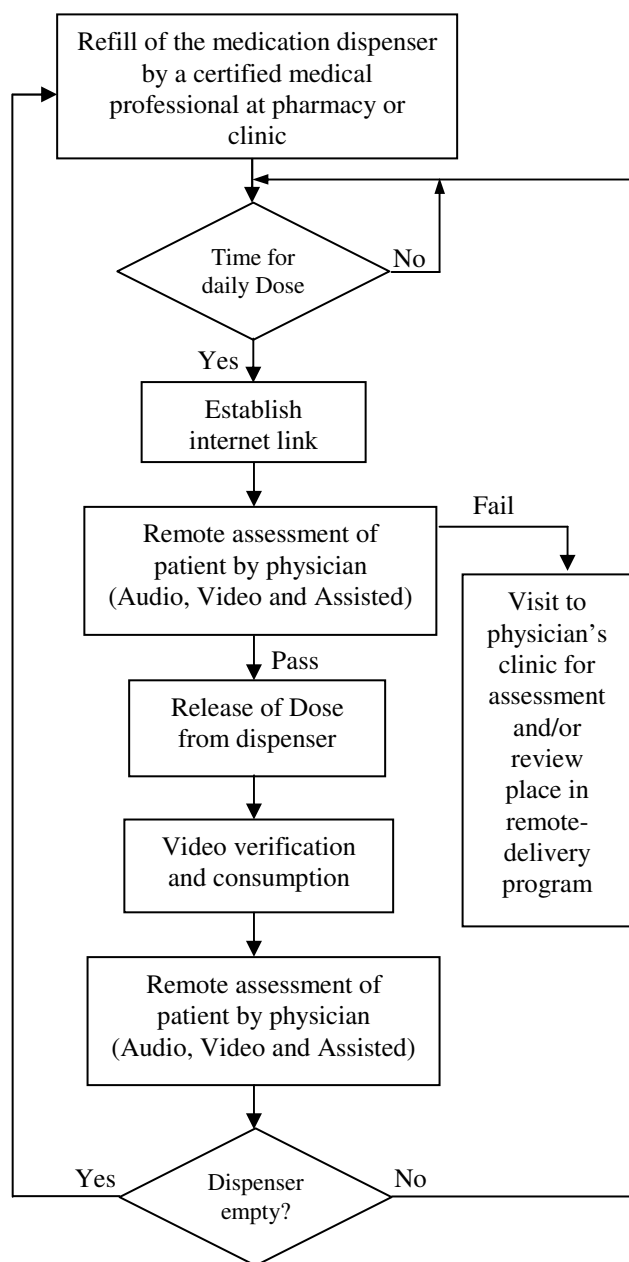 Refill of the medication dispenser
by a certified medical
professional at pharmacy or
clinic
Time for
daily Dose
No
Yes
Establish
internet link
Remote assessment of
patient by physician
(Audio, Video and Assisted)
Fail
Visit to
physician’s
clinic for
assessment
and/or
review
place in
remote-
delivery
program
Pass
Release of Dose
from dispenser
Video verification
and consumption
Remote assessment of
patient by physician
(Audio, Video and Assisted)
Yes
Dispenser
empty?
No